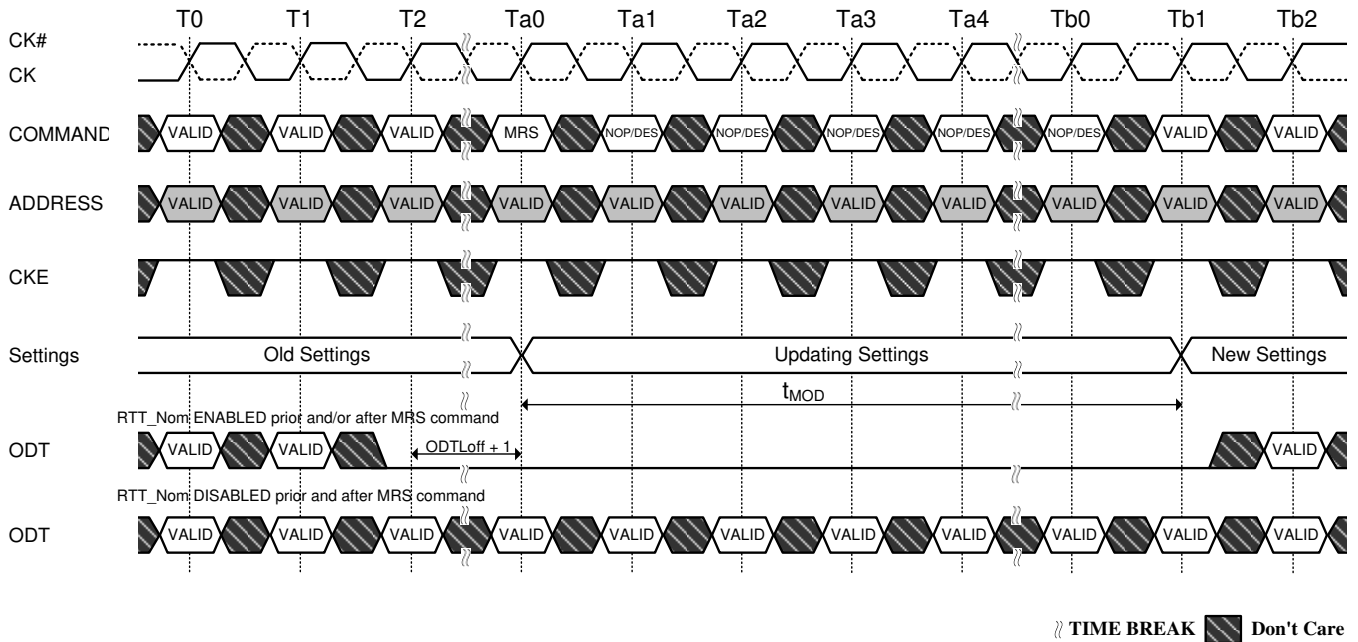 T0 T1 T2 Ta0 Ta1 Ta2 Ta3 Ta4 Tb0 Tb1 Tb2
CK#
CK
COMMAND VALID VALID VALID MRS NOP/DES NOP/DES NOP/DES NOP/DES NOP/DES VALID VALID
ADDRESS VALID VALID VALID VALID VALID VALID VALID VALID VALID VALID VALID
CKE
Settings Old Settings Updating Settings New Settings
tMOD
RTT_Nom ENABLED prior and/or after MRS command
ODT VALID VALID ODTLoff + 1 VALID
RTT_Nom DISABLED prior and after MRS command
ODT VALID VALID VALID VALID VALID VALID VALID VALID VALID VALID VALID
TIME BREAK Don't Care